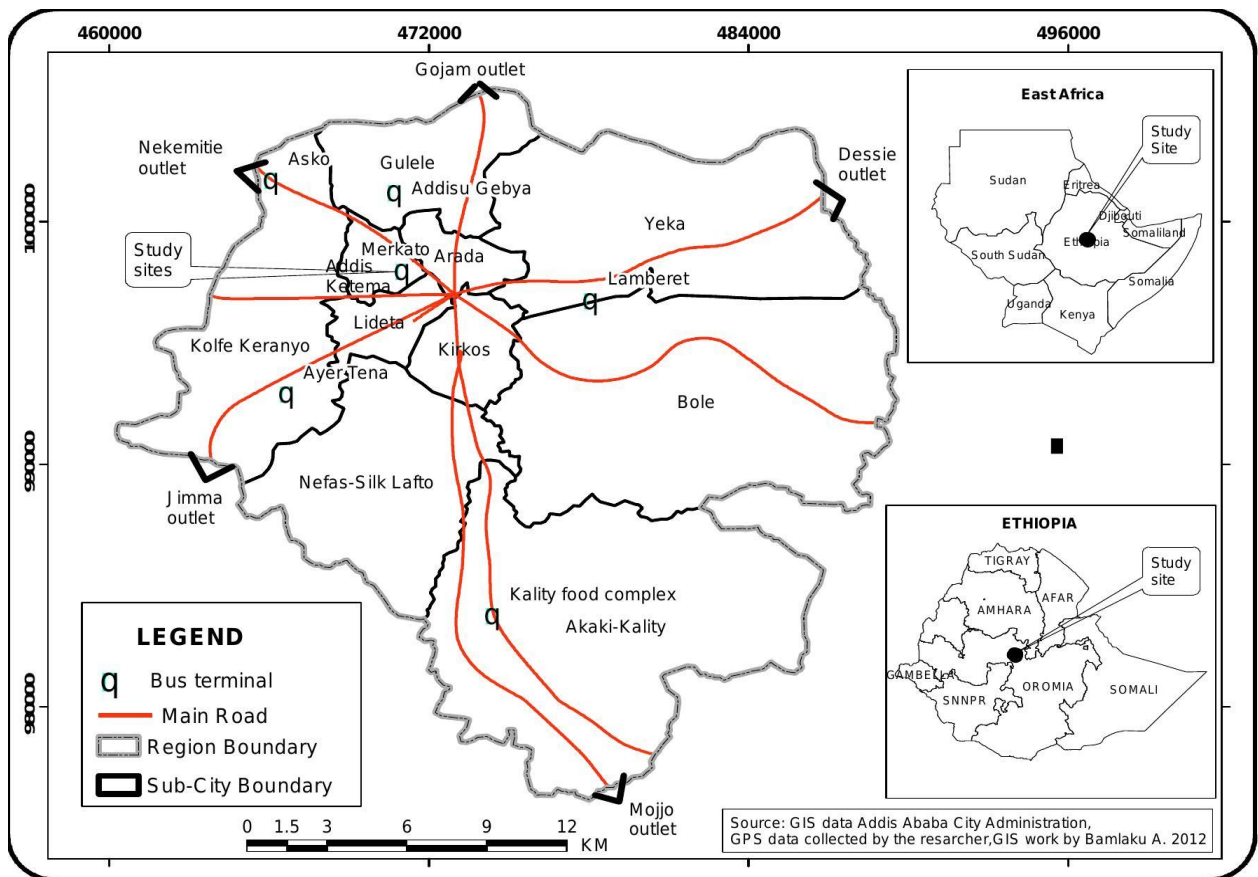 460000
472000
484000
496000
Gojam outlet
Nekemitie
outlet
Asko
q
Gulele
q
Addisu Gebya
Dessie
outlet
Yeka
1000000
Study
sites
Merkato
Arada
Addis
Ketema
q
Lamberet
q
Lideta
Kolfe Keranyo
Kirkos
Ayer Tena
q
Bole
990000
Nefas-Silk Lafto
Jimma
outlet
Kality food complex
q
Akaki-Kality
980000
Mojjo
outlet
East Africa
Study
Site
Sudan
Eritrea
Djibouti
Somaliland
Ethiopia
South Sudan
Somalia
Uganda
Kenya
ETHIOPIA
Study
site
TIGRAY
AFAR
AMHARA
GAMBELLA
OROMIA
SOMALI
SNNPR
LEGEND
q Bus terminal
Main Road
Region Boundary
Sub-City Boundary
0 1.5 3 6 9 12
KM
Source: GIS data Addis Ababa City Administration,
GPS data collected by the resarcher,GIS work by Bamlaku A. 2012